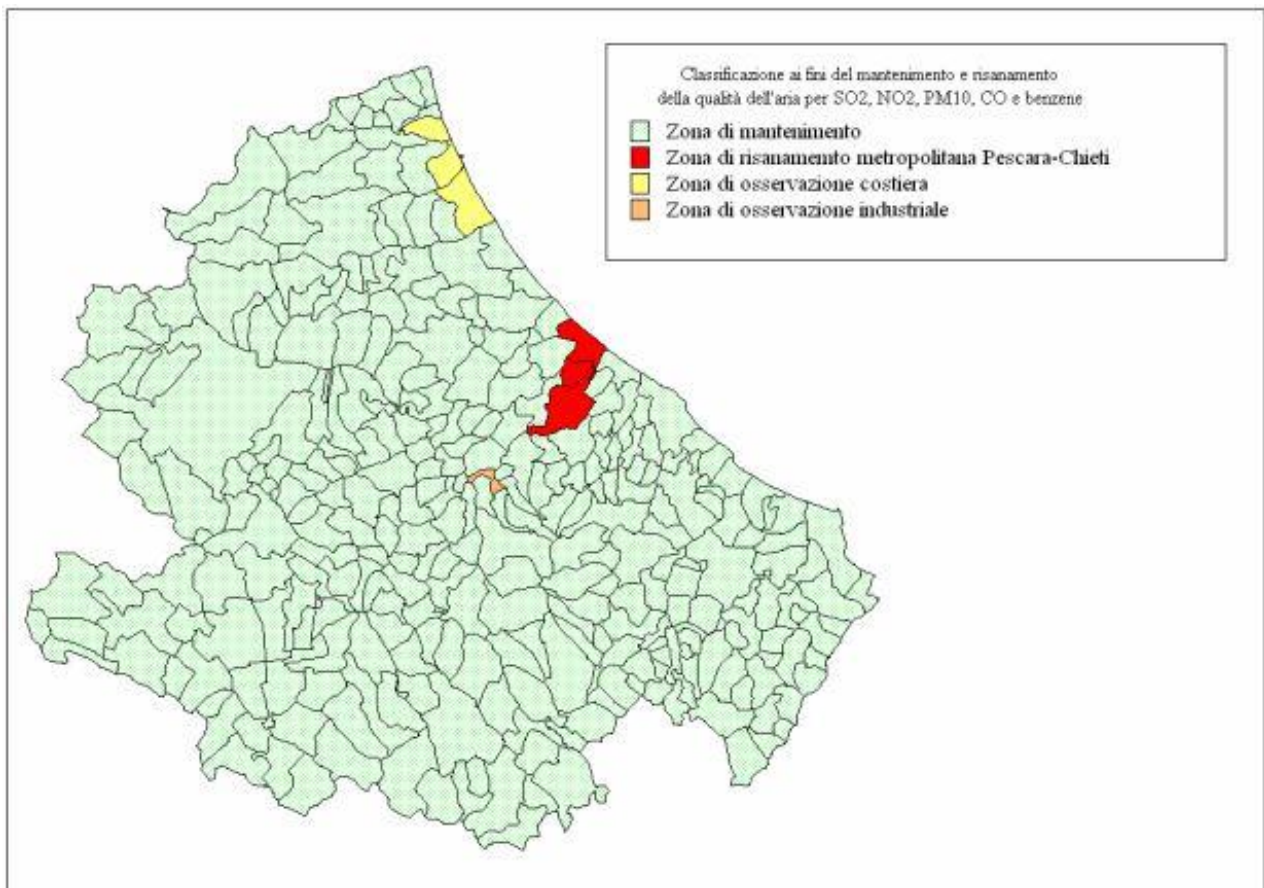 Classificazione ai fini del mantenimento e risanamento
della qualità dell'aria per SO2, NO2, PM10, CO e benzene
Zona di mantenimento
Zona di risanamemto metropolitana Pescara-Chieti
Zona di osservazione costiera
Zona di osservazione industriale